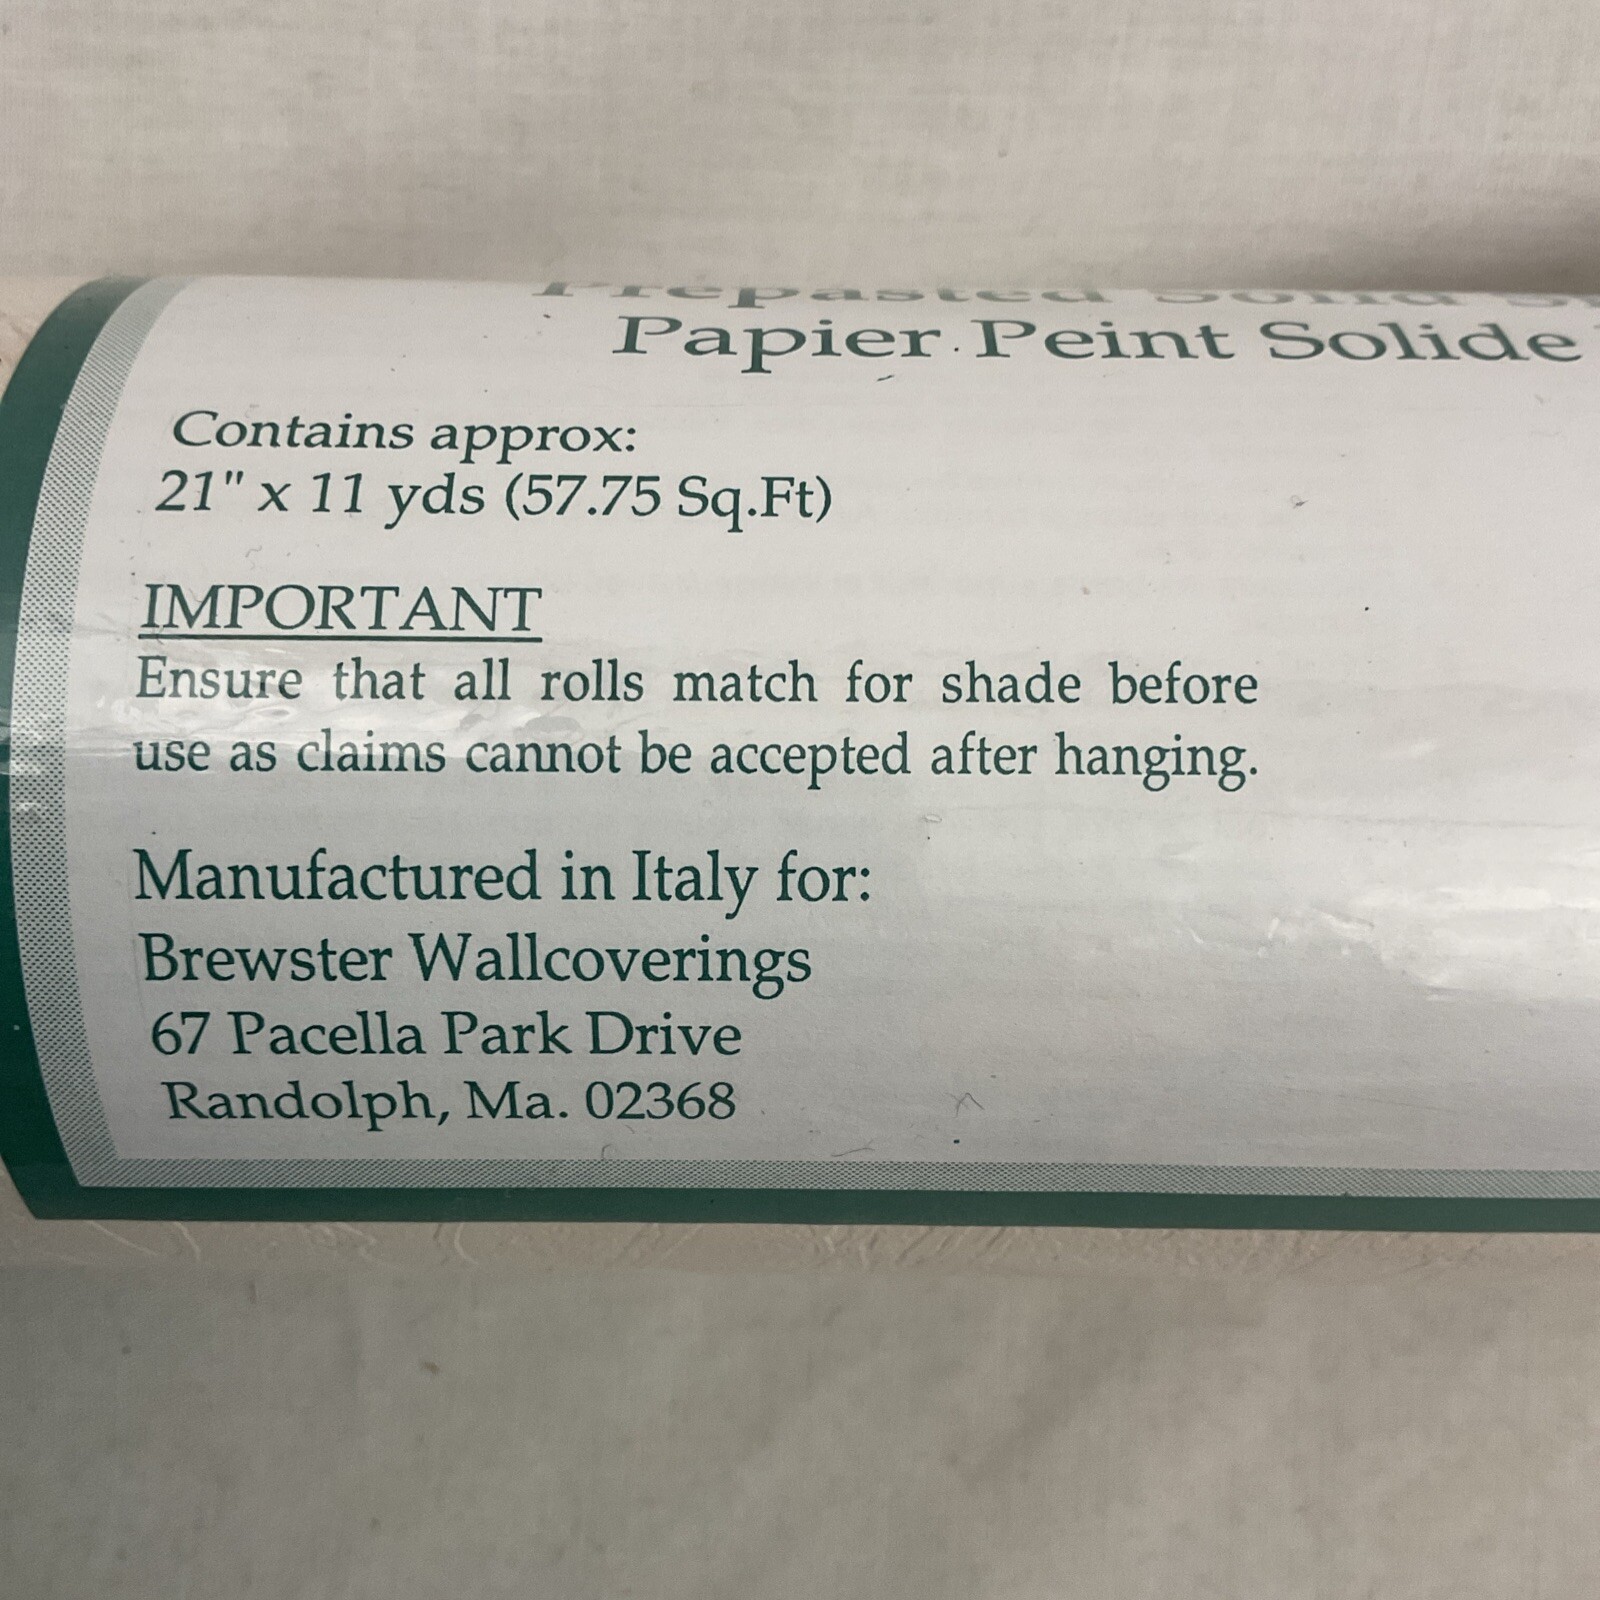 Prepasted Solid
Papier Peint Solide
Contains approx:
21" x 11 yds (57.75 Sq.Ft)
IMPORTANT
Ensure that all rolls match for shade before
use as claims cannot be accepted after hanging.
Manufactured in Italy for:
Brewster Wallcoverings
67 Pacella Park Drive
Randolph, Ma. 02368